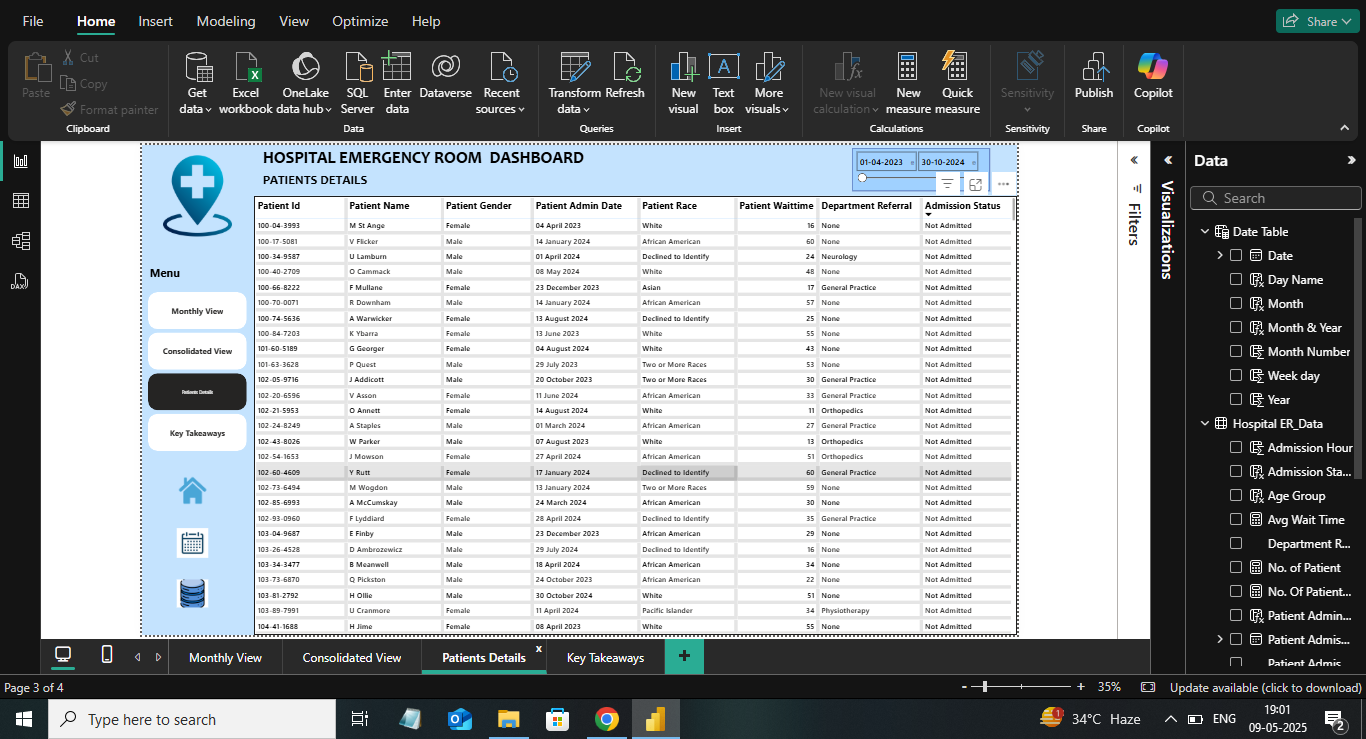 File Home Insert Modeling View Optimize Help Share
Paste Cut Copy Format painter
Clipboard
Get data Excel workbook OneLake data hub SQL Server Enter data Dataverse Recent sources
Data
Transform data Refresh
Queries
New visual Text box More visuals
Insert
New visual calculation New measure Quick measure
Calculations
Sensitivity
Sensitivity
Publish
Share
Copilot
Copilot
HOSPITAL EMERGENCY ROOM DASHBOARD
PATIENTS DETAILS
01-04-2023 30-10-2024
Menu
Monthly View
Consolidated View
Patients Details
Key Takeaways
Patient Id Patient Name Patient Gender Patient Admin Date Patient Race Patient Waittime Department Referral Admission Status
100-04-3993 M St Ange Female 04 April 2023 White 16 None Not Admitted
100-17-5081 V Flicker Male 14 January 2024 African American 60 None Not Admitted
100-34-9587 U Lamburn Male 01 April 2024 Declined to Identify 24 Neurology Not Admitted
100-40-2709 O Cammack Male 08 May 2024 White 48 None Not Admitted
100-66-8222 F Mullane Female 23 December 2023 Asian 17 General Practice Not Admitted
100-70-0071 R Downham Male 14 January 2024 African American 57 None Not Admitted
100-74-5636 A Warwicker Female 13 August 2024 Declined to Identify 25 None Not Admitted
100-84-7203 K Ybarra Female 13 June 2023 White 55 None Not Admitted
101-60-5189 G Georger Female 04 August 2024 White 43 None Not Admitted
101-63-3628 P Quest Male 29 July 2023 Two or More Races 53 None Not Admitted
102-05-9716 J Addicott Male 20 October 2023 Two or More Races 30 General Practice Not Admitted
102-20-6596 V Asson Female 11 June 2024 African American 33 General Practice Not Admitted
102-21-5953 O Annett Female 14 August 2024 White 11 Orthopedics Not Admitted
102-24-8249 A Staples Male 01 March 2024 African American 27 General Practice Not Admitted
102-43-8026 W Parker Male 07 August 2023 White 13 Orthopedics Not Admitted
102-54-1653 J Mowson Female 27 April 2024 African American 51 Orthopedics Not Admitted
102-60-4609 Y Rutt Female 17 January 2024 Declined to Identify 60 General Practice Not Admitted
102-73-6494 M Wogdon Male 13 January 2024 Two or More Races 59 None Not Admitted
102-85-6993 A McCumskay Male 24 March 2024 African American 30 None Not Admitted
102-93-0960 F Lyddiard Female 28 April 2024 Declined to Identify 35 General Practice Not Admitted
103-04-9687 E Finby Male 23 December 2023 African American 29 None Not Admitted
103-26-4528 D Ambrozewicz Male 29 July 2024 Declined to Identify 16 None Not Admitted
103-34-3477 B Meanwell Male 18 April 2024 African American 34 None Not Admitted
103-73-6870 Q Pickston Male 24 October 2023 African American 22 None Not Admitted
103-81-2792 H Ollie Male 30 October 2024 White 51 None Not Admitted
103-89-7991 U Cranmore Female 11 April 2024 Pacific Islander 34 Physiotherapy Not Admitted
104-41-1688 H Jime Female 08 April 2023 White 55 None Not Admitted
Filters
Visualizations
Data
Search
Date Table
Date
Day Name
Month
Month & Year
Month Number
Week day
Year
Hospital ER_Data
Admission Hour
Admission Sta...
Age Group
Avg Wait Time
Department R...
No. of Patient
No. Of Patient...
Patient Admin...
Patient Admis...
Patient Admis
Monthly View Consolidated View Patients Details x Key Takeaways +
Page 3 of 4 - + 35% Update available (click to download)
Type here to search 1 34°C Haze ENG 19:01
09-05-2025 2
DAX